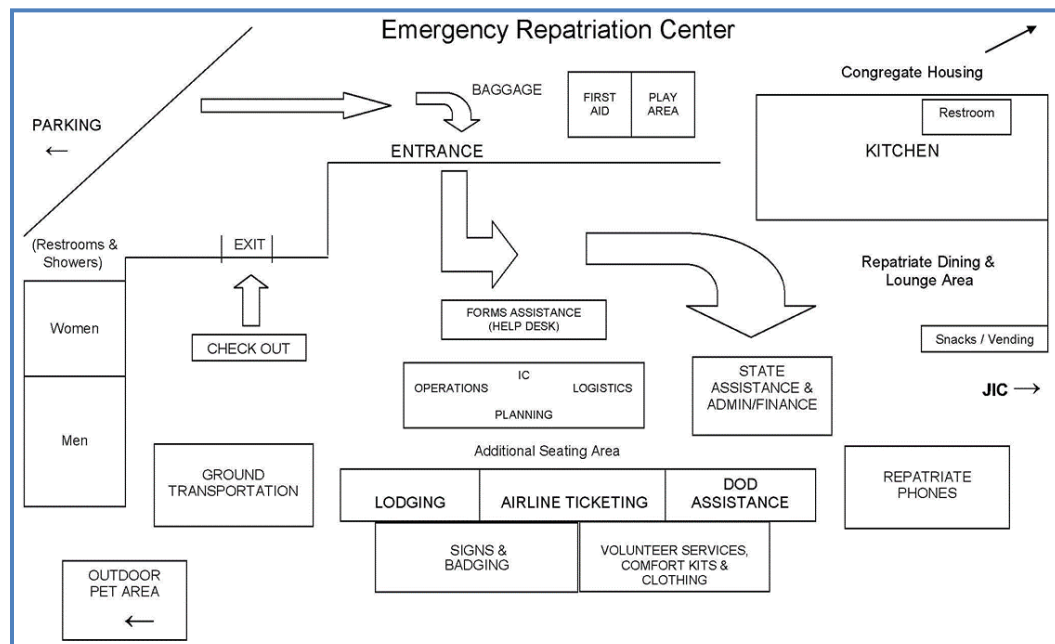 Emergency Repatriation Center
Congregate Housing
BAGGAGE
FIRST
AID
PLAY
AREA
PARKING
←
ENTRANCE
Restroom
KITCHEN
(Restrooms &
Showers)
EXIT
Repatriate Dining &
Lounge Area
Women
FORMS ASSISTANCE
(HELP DESK)
Snacks / Vending
CHECK OUT
IC
OPERATIONS
LOGISTICS
PLANNING
STATE
ASSISTANCE &
ADMIN/FINANCE
JIC →
Men
Additional Seating Area
GROUND
TRANSPORTATION
LODGING
AIRLINE TICKETING
DOD
ASSISTANCE
REPATRIATE
PHONES
SIGNS &
BADGING
VOLUNTEER SERVICES,
COMFORT KITS &
CLOTHING
OUTDOOR
PET AREA
←